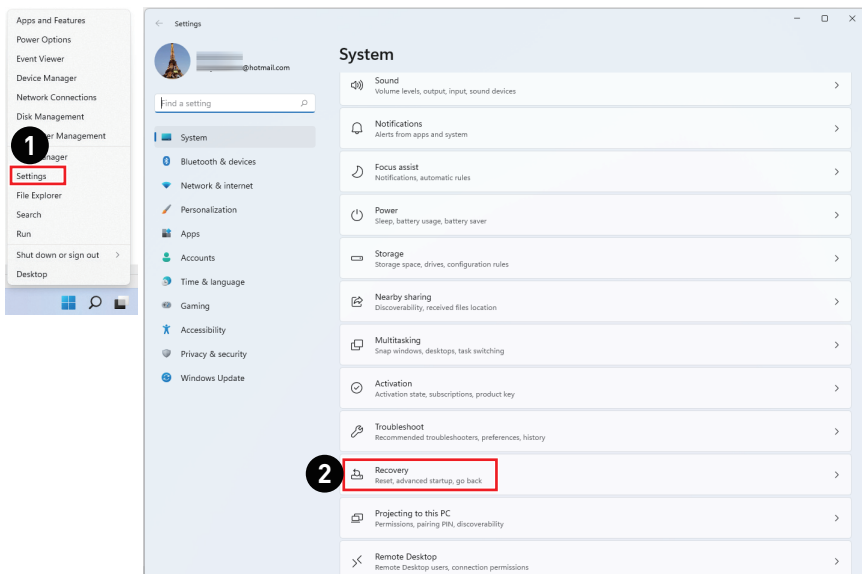 Apps and Features
Power Options
Event Viewer
Device Manager
Network Connections
Disk Management
Management
1
Settings
File Explorer
Search
Run
Shut down or sign out
Desktop
Settings
@hotmail.com
Find a setting
System
Bluetooth & devices
Network & internet
Personalization
Apps
Accounts
Time & language
Gaming
Accessibility
Privacy & security
Windows Update
System
Sound
Volume levels, output, input, sound devices
Notifications
Alerts from apps and system
Focus assist
Notifications, automatic rules
Power
Sleep, battery usage, battery saver
Storage
Storage space, drives, configuration rules
Nearby sharing
Discoverability, received files location
Multitasking
Snap windows, desktops, task switching
Activation
Activation state, subscriptions, product key
Troubleshoot
Recommended troubleshooters, preferences, history
2
Recovery
Reset, advanced startup, go back
Projecting to this PC
Permissions, pairing PIN, discoverability
Remote Desktop
Remote Desktop users, connection permissions